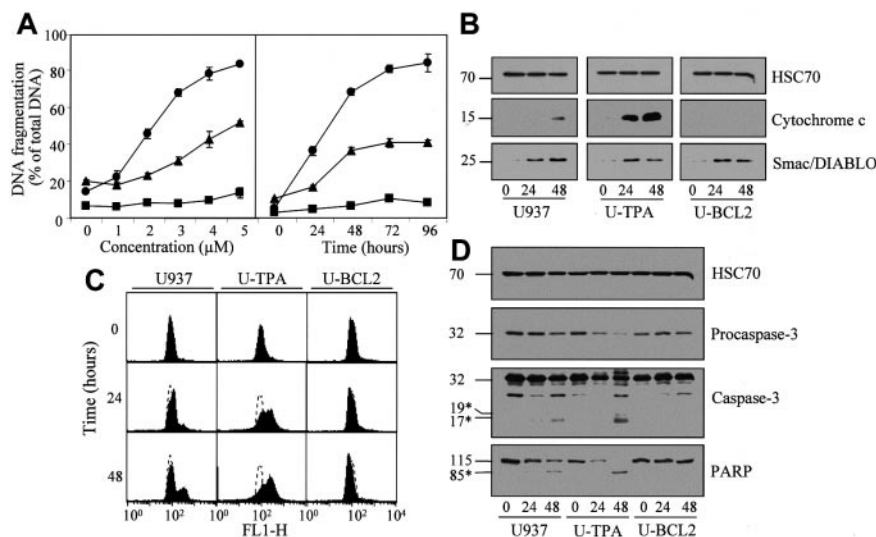 A
DNA fragmentation
(% of total DNA)
100
80
60
40
20
0
0 1 2 3 4 5
Concentration (µM)
0 24 48 72 96
Time (hours)
B
70
HSC70
15
Cytochrome c
25
Smac/DIABLO
0 24 48 0 24 48 0 24 48
U937 U-TPA U-BCL2
C
U937 U-TPA U-BCL2
Time (hours)
0
24
48
10⁰ 10² 10⁰ 10² 10⁰ 10² 10⁴
FL1-H
D
70
HSC70
32
Procaspase-3
32
Caspase-3
19*
17*
115
PARP
85*
0 24 48 0 24 48 0 24 48
U937 U-TPA U-BCL2